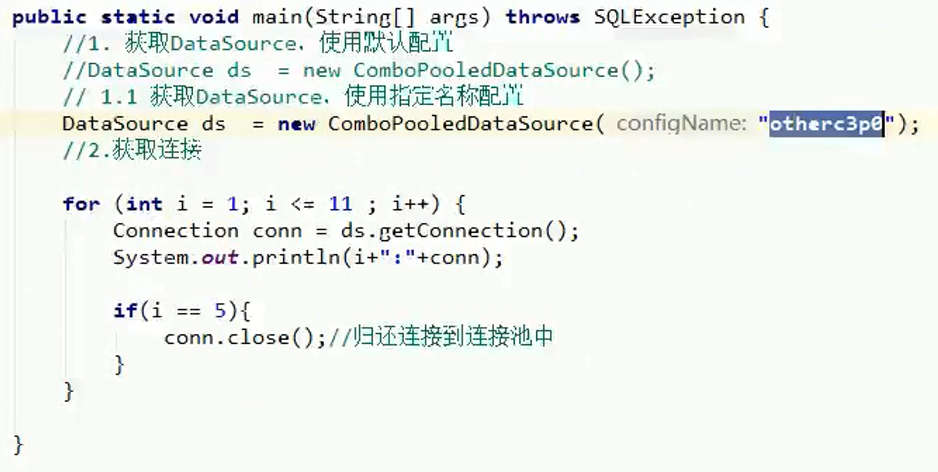 public static void main(String[] args) throws SQLException {
//1. 获取DataSource，使用默认配置
//DataSource ds  = new ComboPooledDataSource();
// 1.1 获取DataSource，使用指定名称配置
DataSource ds  = new ComboPooledDataSource( configName: "otherc3p0");
//2.获取连接
for (int i = 1; i <= 11 ; i++) {
Connection conn = ds.getConnection();
System.out.println(i+":"+conn);
if(i == 5){
conn.close();//归还连接到连接池中
}
}
}